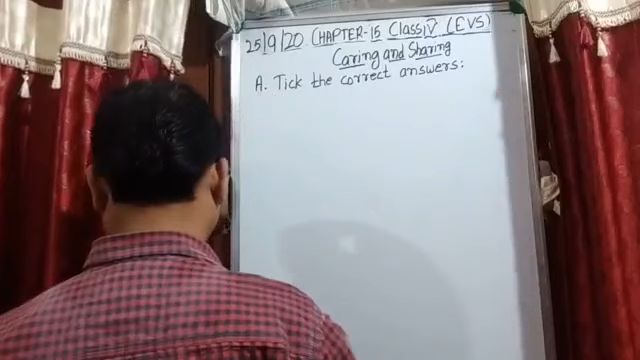 25/9/20 CHAPTER-15 Class IV (EVS)
Caring and Sharing
A. Tick the correct answers: